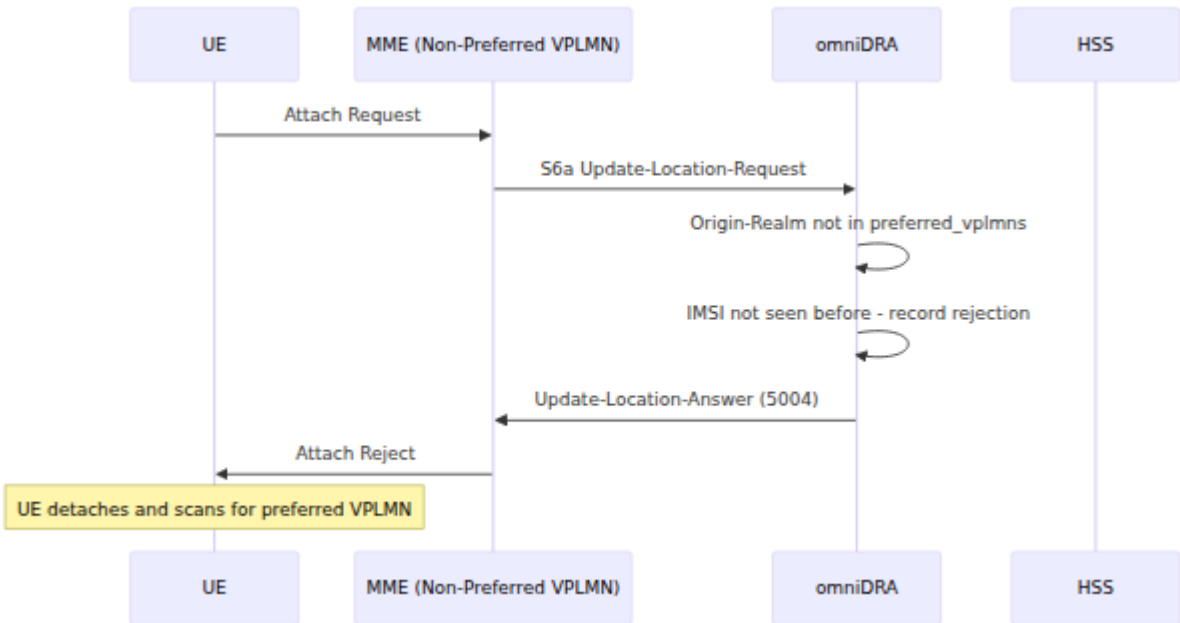 UE
MME (Non-Preferred VPLMN)
omniDRA
HSS
Attach Request
S6a Update-Location-Request
Origin-Realm not in preferred_vplmns
IMSI not seen before - record rejection
Update-Location-Answer (5004)
Attach Reject
UE detaches and scans for preferred VPLMN
UE
MME (Non-Preferred VPLMN)
omniDRA
HSS